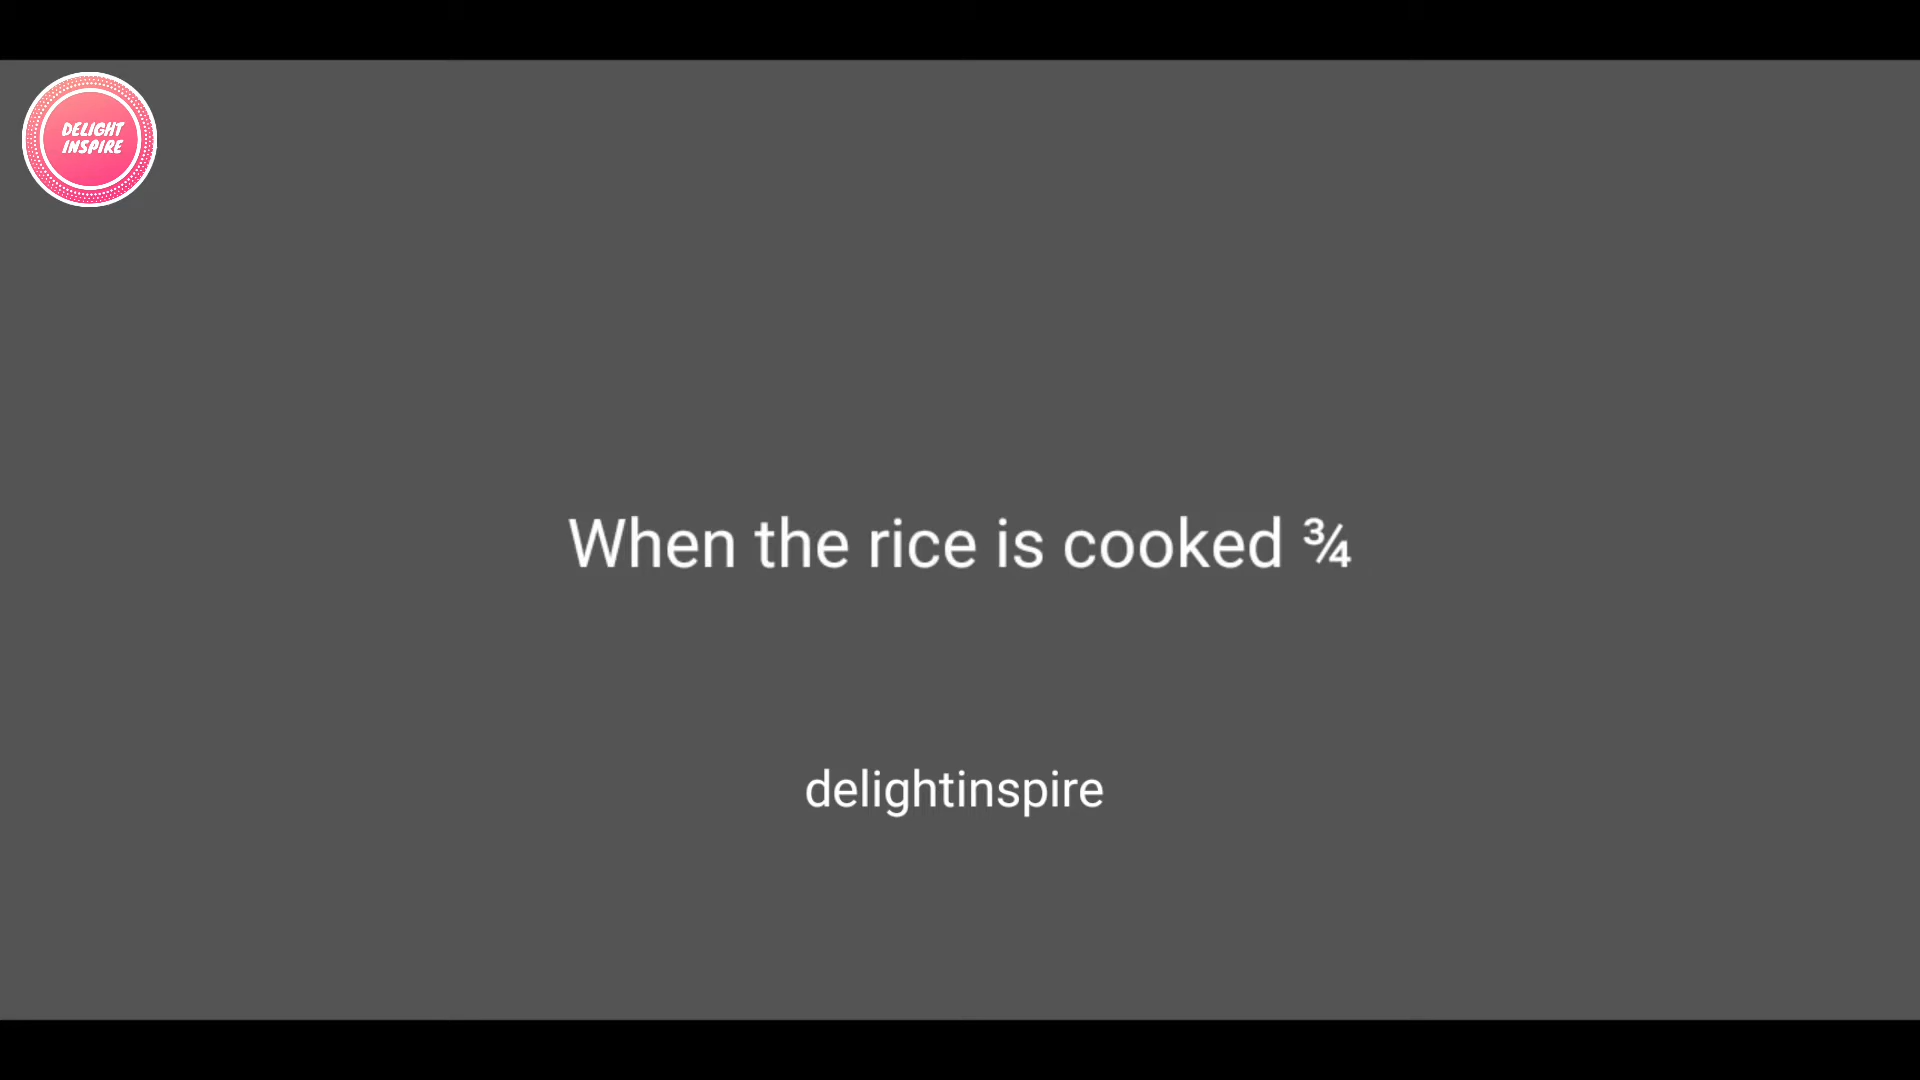 DELIGHT
INSPIRE
When the rice is cooked ¾
delightinspire